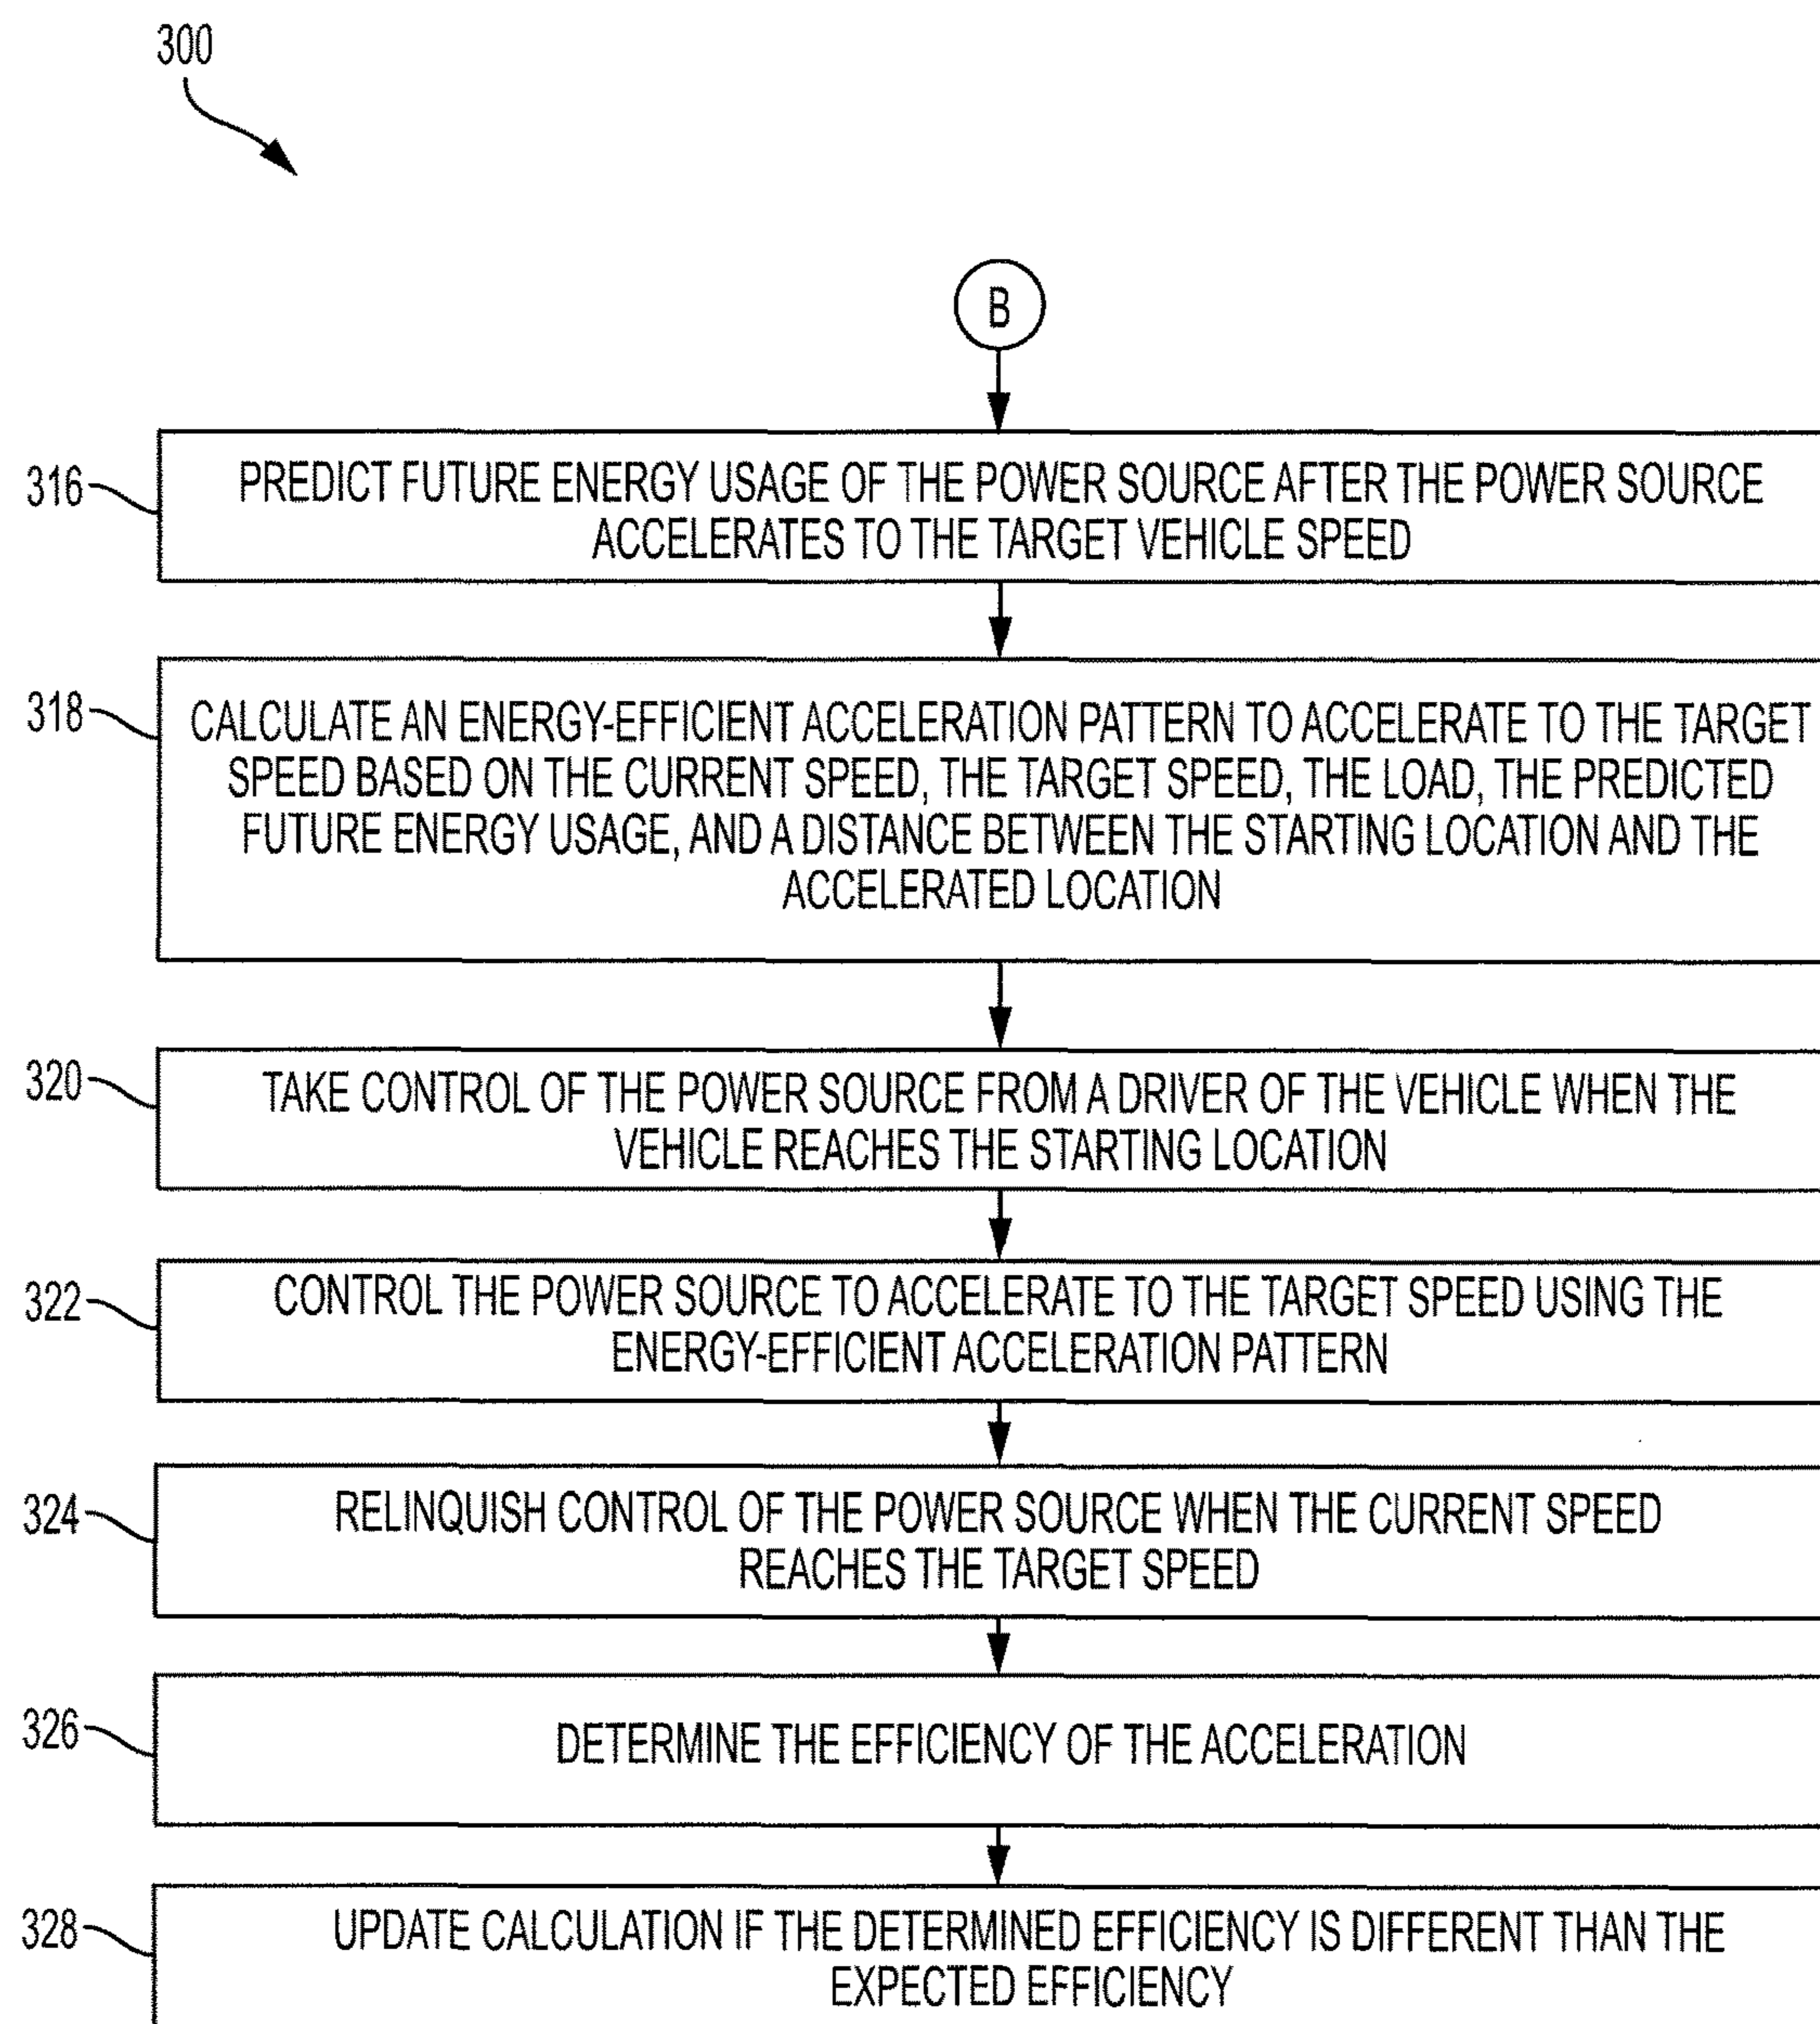 300
B
316
PREDICT FUTURE ENERGY USAGE OF THE POWER SOURCE AFTER THE POWER SOURCE
ACCELERATES TO THE TARGET VEHICLE SPEED
318
CALCULATE AN ENERGY-EFFICIENT ACCELERATION PATTERN TO ACCELERATE TO THE TARGET
SPEED BASED ON THE CURRENT SPEED, THE TARGET SPEED, THE LOAD, THE PREDICTED
FUTURE ENERGY USAGE, AND A DISTANCE BETWEEN THE STARTING LOCATION AND THE
ACCELERATED LOCATION
320
TAKE CONTROL OF THE POWER SOURCE FROM A DRIVER OF THE VEHICLE WHEN THE
VEHICLE REACHES THE STARTING LOCATION
322
CONTROL THE POWER SOURCE TO ACCELERATE TO THE TARGET SPEED USING THE
ENERGY-EFFICIENT ACCELERATION PATTERN
324
RELINQUISH CONTROL OF THE POWER SOURCE WHEN THE CURRENT SPEED
REACHES THE TARGET SPEED
326
DETERMINE THE EFFICIENCY OF THE ACCELERATION
328
UPDATE CALCULATION IF THE DETERMINED EFFICIENCY IS DIFFERENT THAN THE
EXPECTED EFFICIENCY